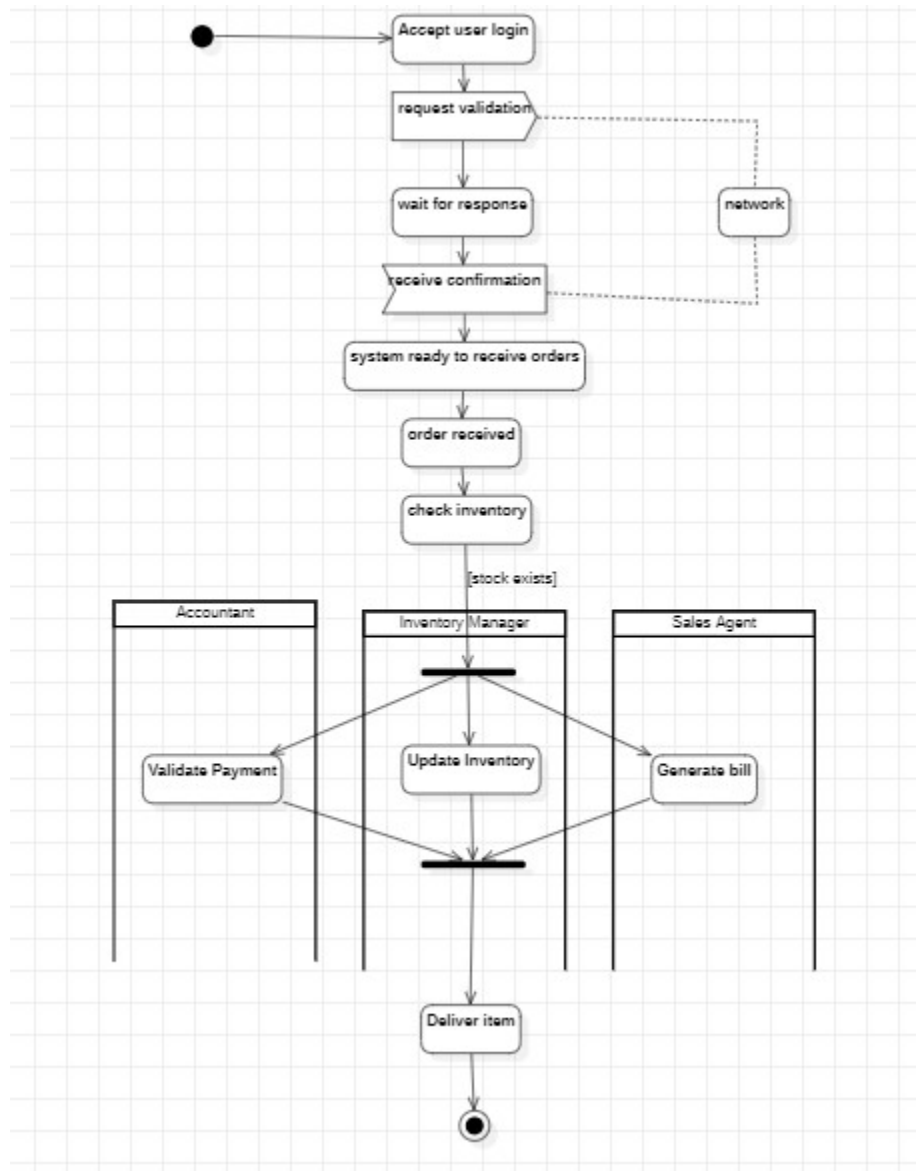 Accept user login
request validation
wait for response
network
receive confirmation
system ready to receive orders
order received
check inventory
[stock exists]
Accountant
Inventory Manager
Sales Agent
Validate Payment
Update Inventory
Generate bill
Deliver item